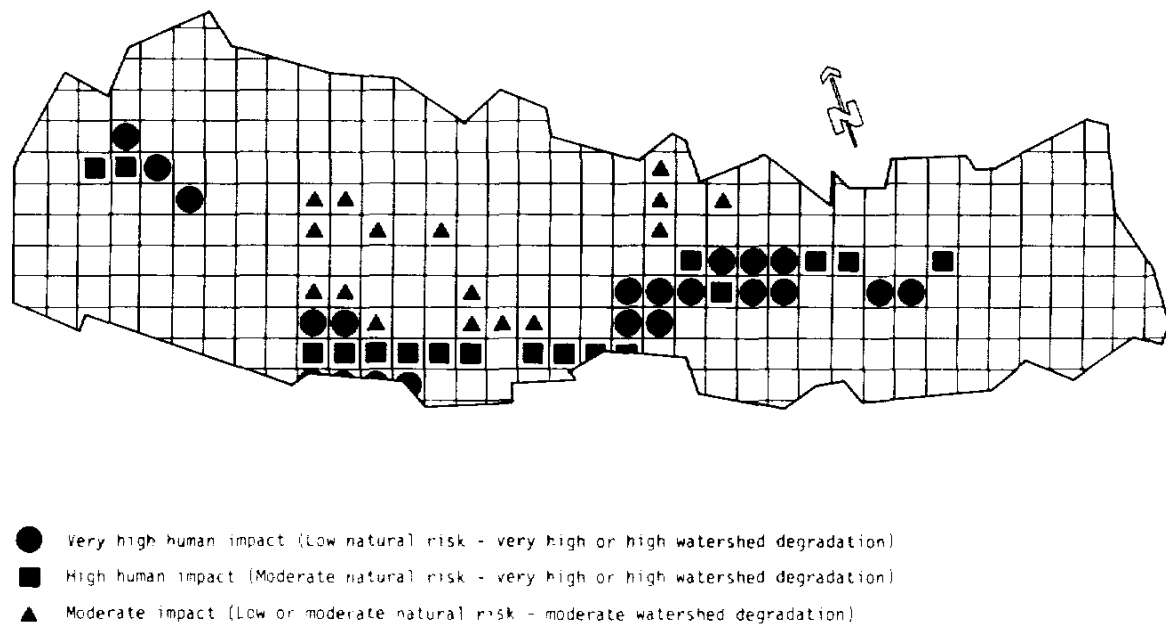 N
Very high human impact (Low natural risk - very high or high watershed degradation)
High human impact (Moderate natural risk - very high or high watershed degradation)
Moderate impact (Low or moderate natural risk - moderate watershed degradation)